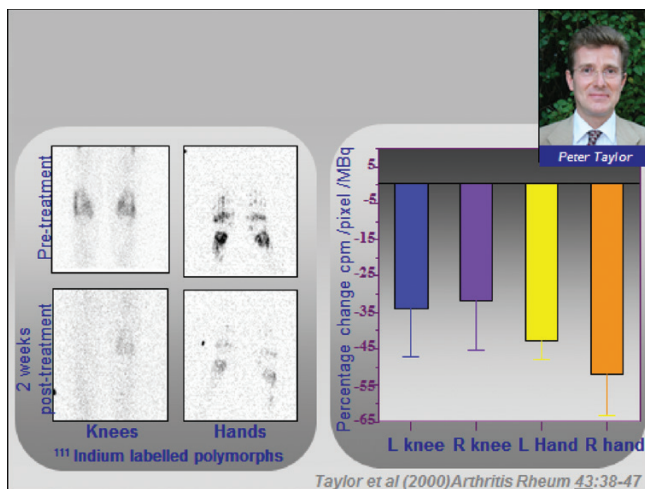 Peter Taylor
Pre-treatment
2 weeks
post-treatment
Knees
Hands
¹¹¹ Indium labelled polymorphs
Percentage change cpm /pixel /MBq
5
-5
-15
-25
-35
-45
-55
-65
L knee
R knee
L Hand
R hand
Taylor et al (2000)Arthritis Rheum 43:38-47